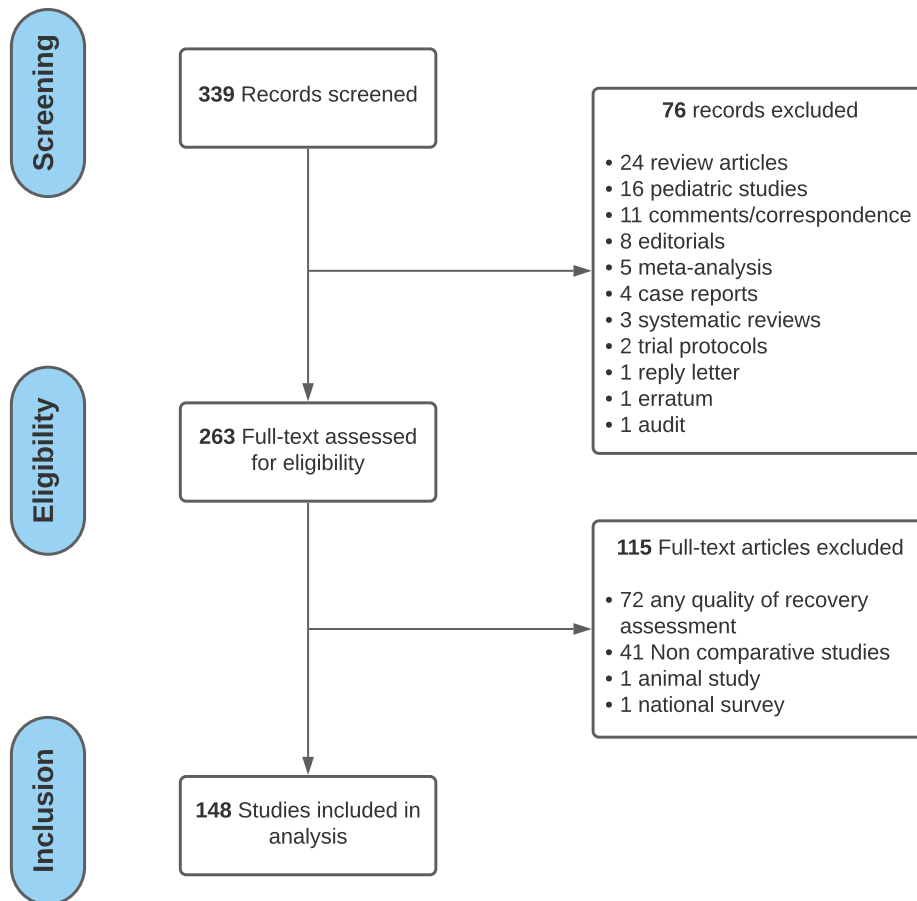 Screening
339 Records screened
76 records excluded
• 24 review articles
• 16 pediatric studies
• 11 comments/correspondence
• 8 editorials
• 5 meta-analysis
• 4 case reports
• 3 systematic reviews
• 2 trial protocols
• 1 reply letter
• 1 erratum
• 1 audit
Eligibility
263 Full-text assessed
for eligibility
115 Full-text articles excluded
• 72 any quality of recovery
assessment
• 41 Non comparative studies
• 1 animal study
• 1 national survey
Inclusion
148 Studies included in
analysis